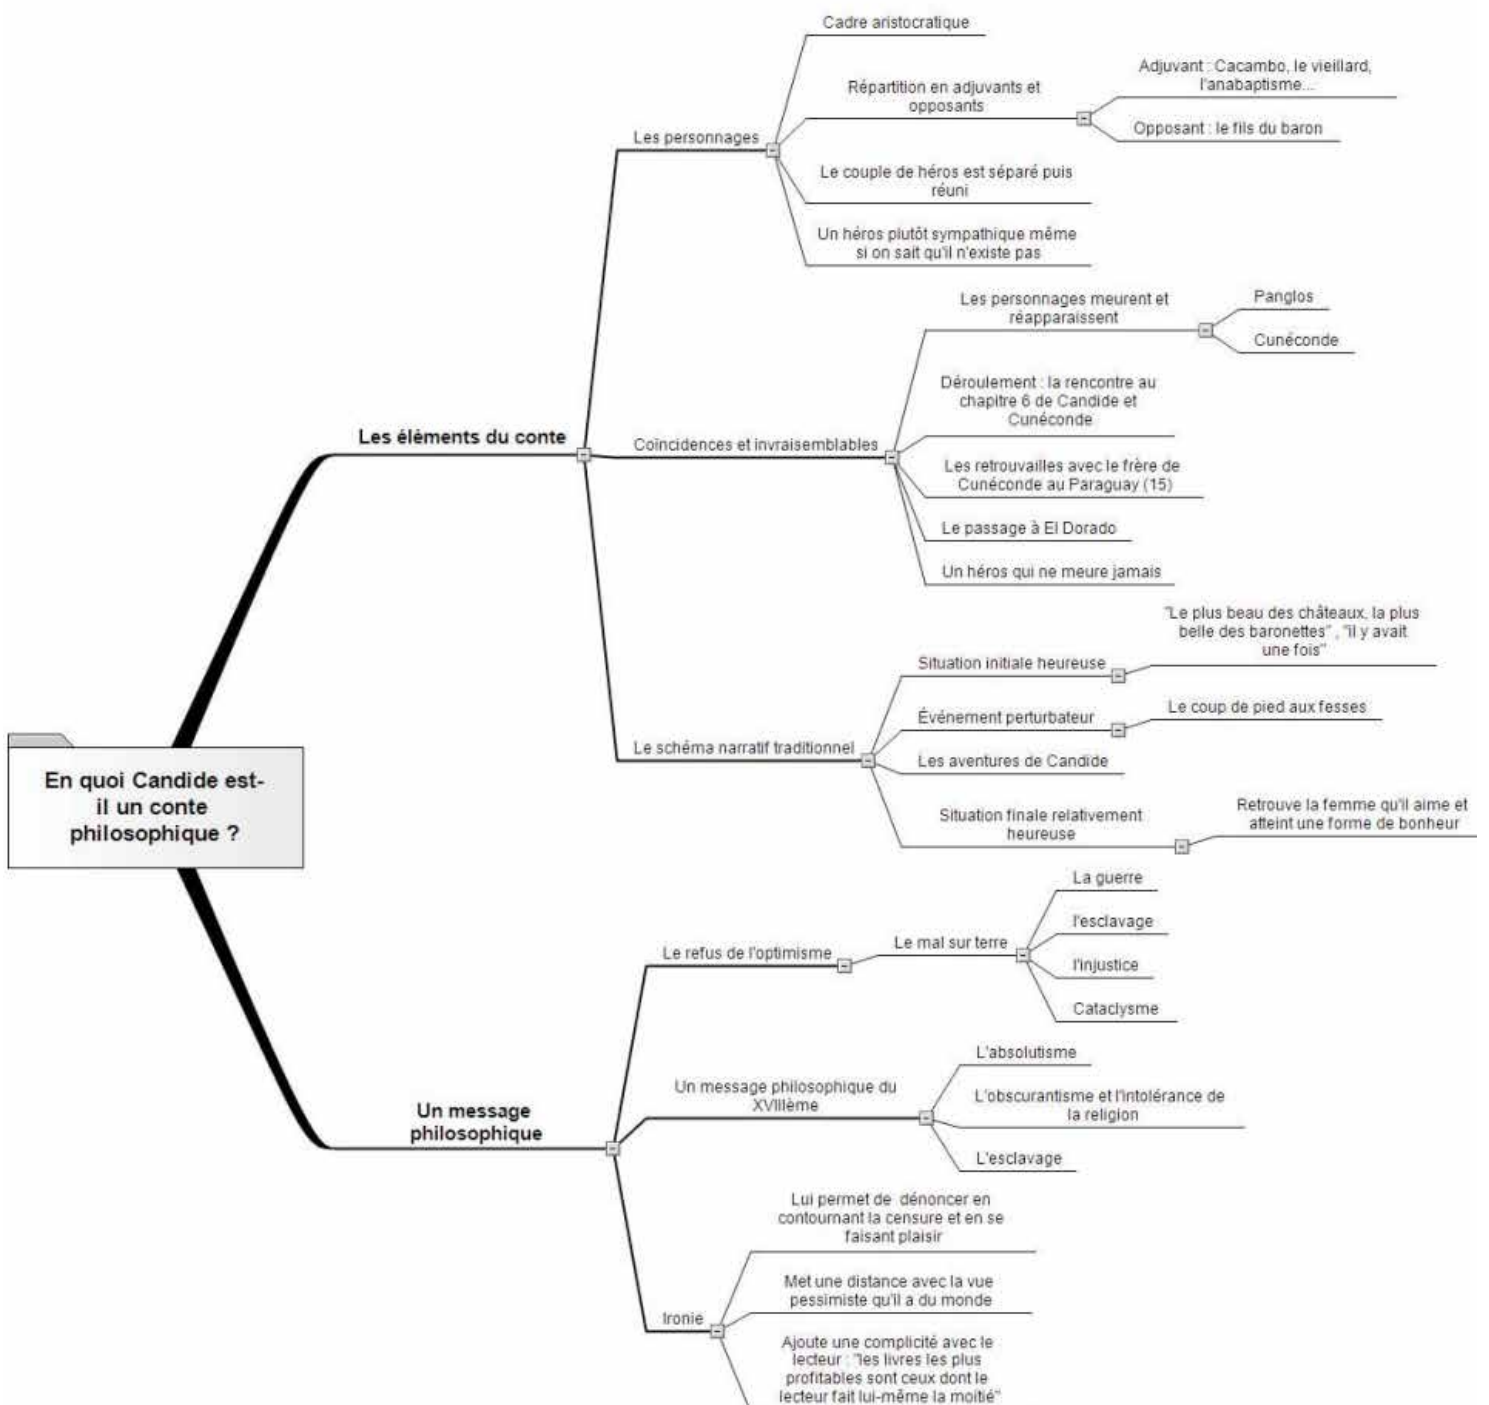 En quoi Candide est-
il un conte
philosophique ?
Les éléments du conte
Les personnages
Cadre aristocratique
Répartition en adjuvants et
opposants
Adjuvant : Cacambo, le vieillard,
l'anabaptisme...
Opposant : le fils du baron
Le couple de héros est séparé puis
réuni
Un héros plutôt sympathique même
si on sait qu'il n'existe pas
Coïncidences et invraisemblables
Les personnages meurent et
réapparaissent
Panglos
Cunéconde
Déroulement : la rencontre au
chapitre 6 de Candide et
Cunéconde
Les retrouvailles avec le frère de
Cunéconde au Paraguay (15)
Le passage à El Dorado
Un héros qui ne meure jamais
Le schéma narratif traditionnel
Situation initiale heureuse
"Le plus beau des châteaux, la plus
belle des baronettes" , "il y avait
une fois"
Événement perturbateur
Le coup de pied aux fesses
Les aventures de Candide
Situation finale relativement
heureuse
Retrouve la femme qu'il aime et
atteint une forme de bonheur
Un message
philosophique
Le refus de l'optimisme
Le mal sur terre
La guerre
l'esclavage
l'injustice
Cataclysme
Un message philosophique du
XVIIIème
L'absolutisme
L'obscurantisme et l'intolérance de
la religion
L'esclavage
Ironie
Lui permet de dénoncer en
contournant la censure et en se
faisant plaisir
Met une distance avec la vue
pessimiste qu'il a du monde
Ajoute une complicité avec le
lecteur : "les livres les plus
profitables sont ceux dont le
lecteur fait lui-même la moitié"